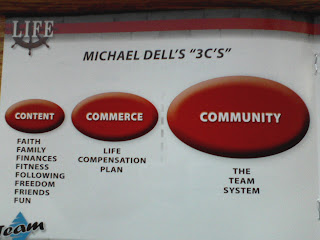 LIFE
MICHAEL DELL'S "3C'S"
CONTENT
FAITH
FAMILY
FINANCES
FITNESS
FOLLOWING
FREEDOM
FRIENDS
FUN
COMMERCE
LIFE
COMPENSATION
PLAN
COMMUNITY
THE
TEAM
SYSTEM
Team